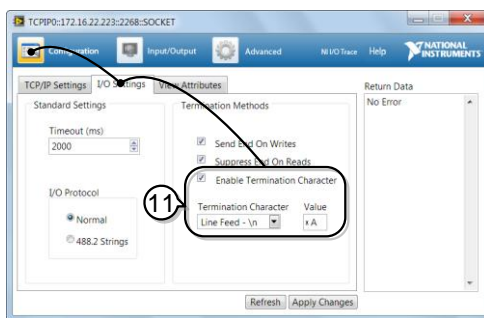 TCPIP0::172.16.22.223::2268::SOCKET
Configuration Input/Output Advanced NI I/O Trace Help NATIONAL INSTRUMENTS
TCP/IP Settings I/O Settings View Attributes
Return Data
No Error
Standard Settings
Timeout (ms)
2000
I/O Protocol
Normal
488.2 Strings
Termination Methods
Send End On Writes
Suppress End On Reads
Enable Termination Character
Termination Character Value
Line Feed - \n xA
11
Refresh Apply Changes